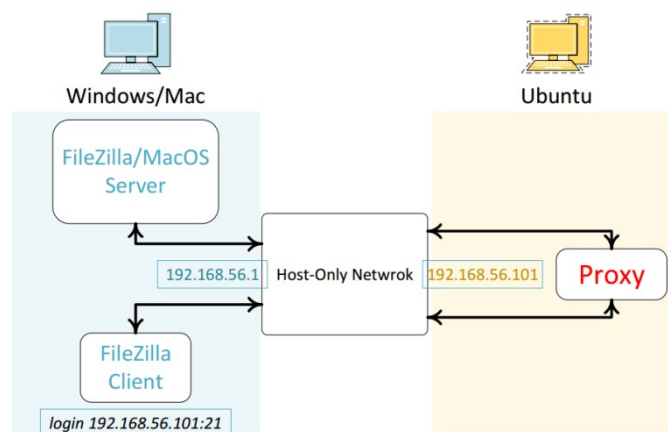 Windows/Mac
Ubuntu
FileZilla/MacOS
Server
192.168.56.1
Host-Only Netwrok
192.168.56.101
Proxy
FileZilla
Client
login 192.168.56.101:21